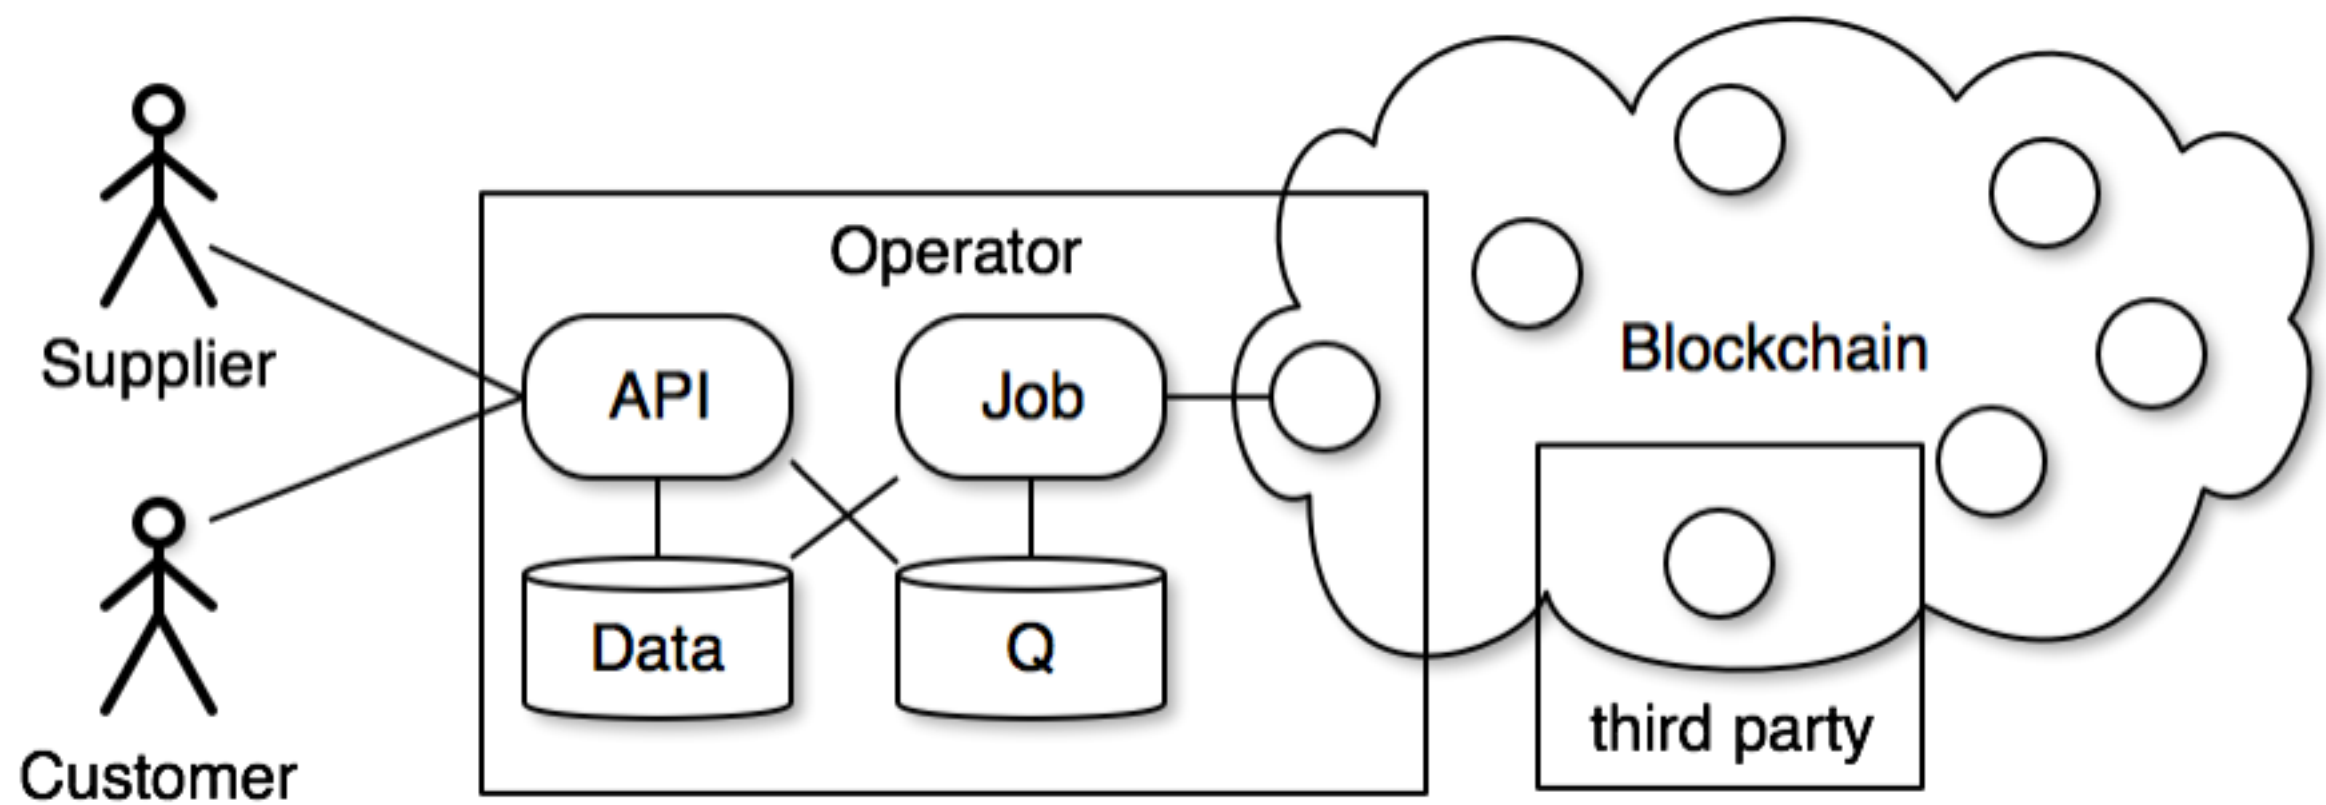 Supplier
Customer
Operator
API
Job
Data
Q
Blockchain
third party